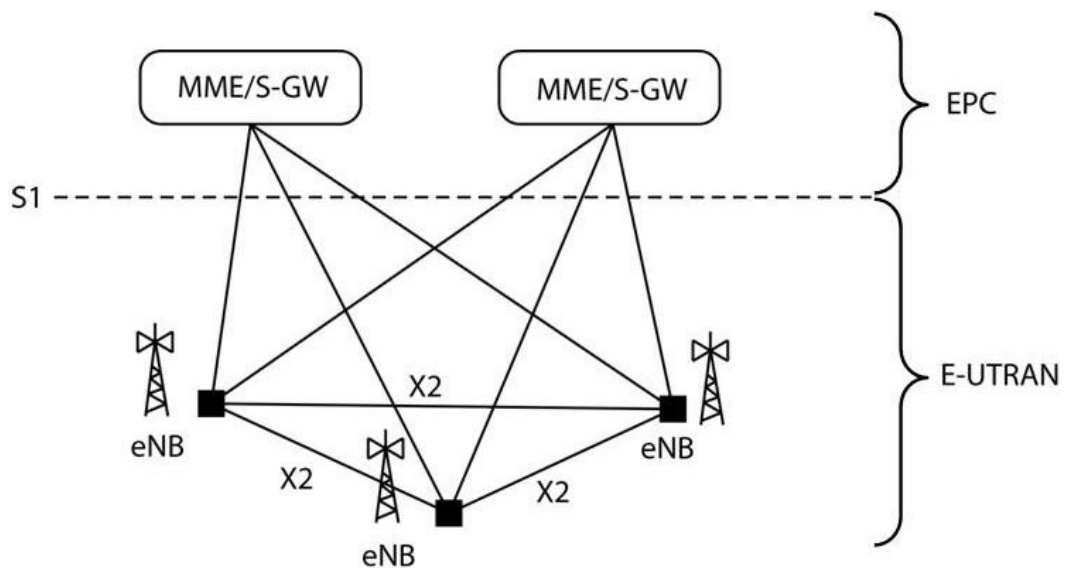 MME/S-GW
MME/S-GW
EPC
S1
E-UTRAN
X2
eNB
eNB
X2
X2
eNB